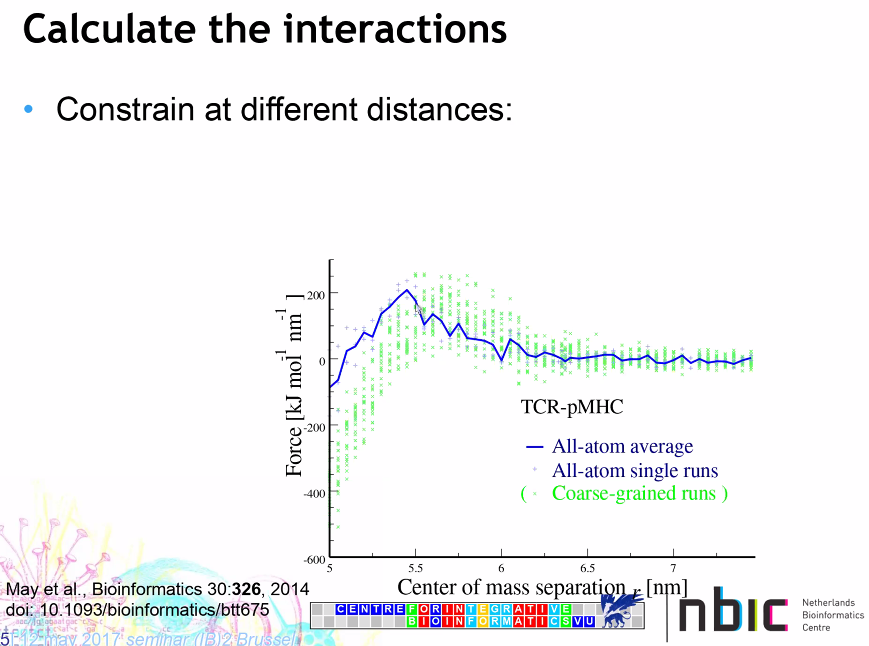 Calculate the interactions
• Constrain at different distances:
200
0
-200
-400
-600
Force [kJ mol-1 nm-1]
TCR-pMHC
All-atom average
All-atom single runs
( Coarse-grained runs )
5 5.5 6 6.5 7
Center of mass separation r [nm]
May et al., Bioinformatics 30:326, 2014
doi: 10.1093/bioinformatics/btt675
CENTRE FOR INTEGRATIVE
BIOINFORMATICS VU
nbic
Netherlands
Bioinformatics
Centre
12 may 2017 seminar (IB)2 Brussel